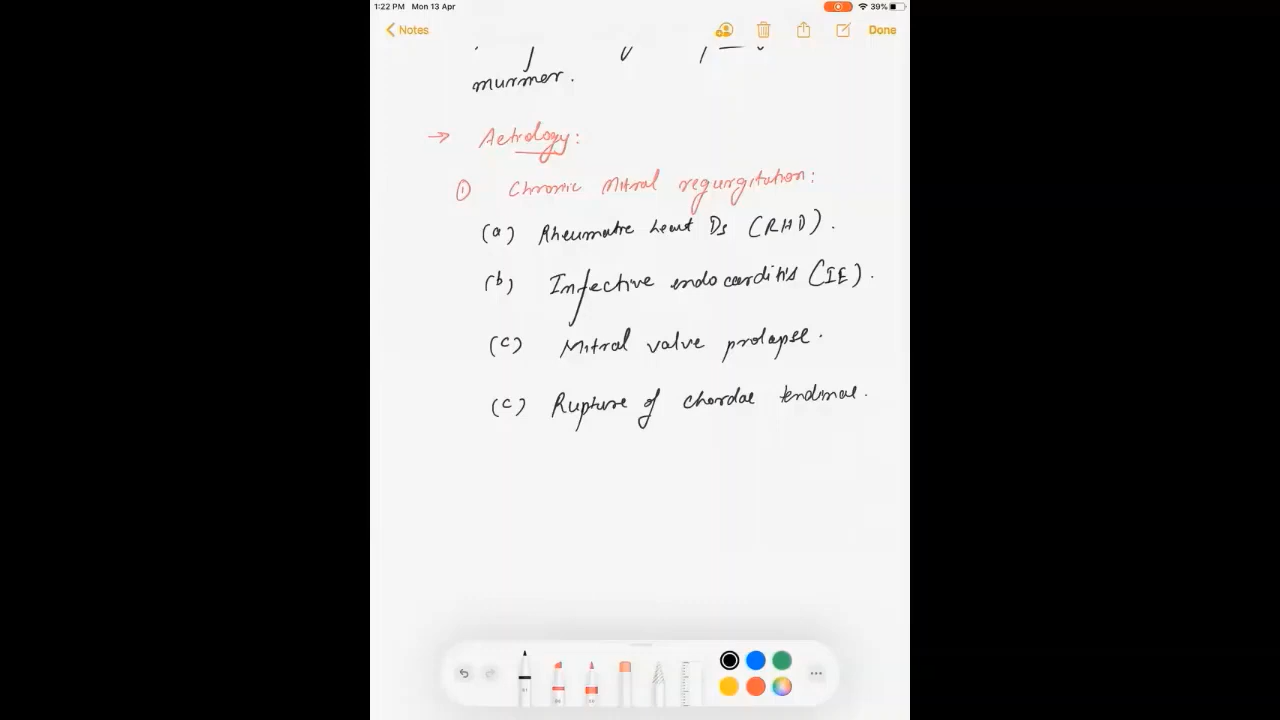 1:22 PM Mon 13 Apr 39%
Notes Done
murmer.
→ Aetiology:
① Chronic Mitral regurgitation:
(a) Rheumatic heart Ds (RHD).
(b) Infective endocarditis (IE).
(c) Mitral valve prolapse.
(c) Rupture of chordae tendinae.